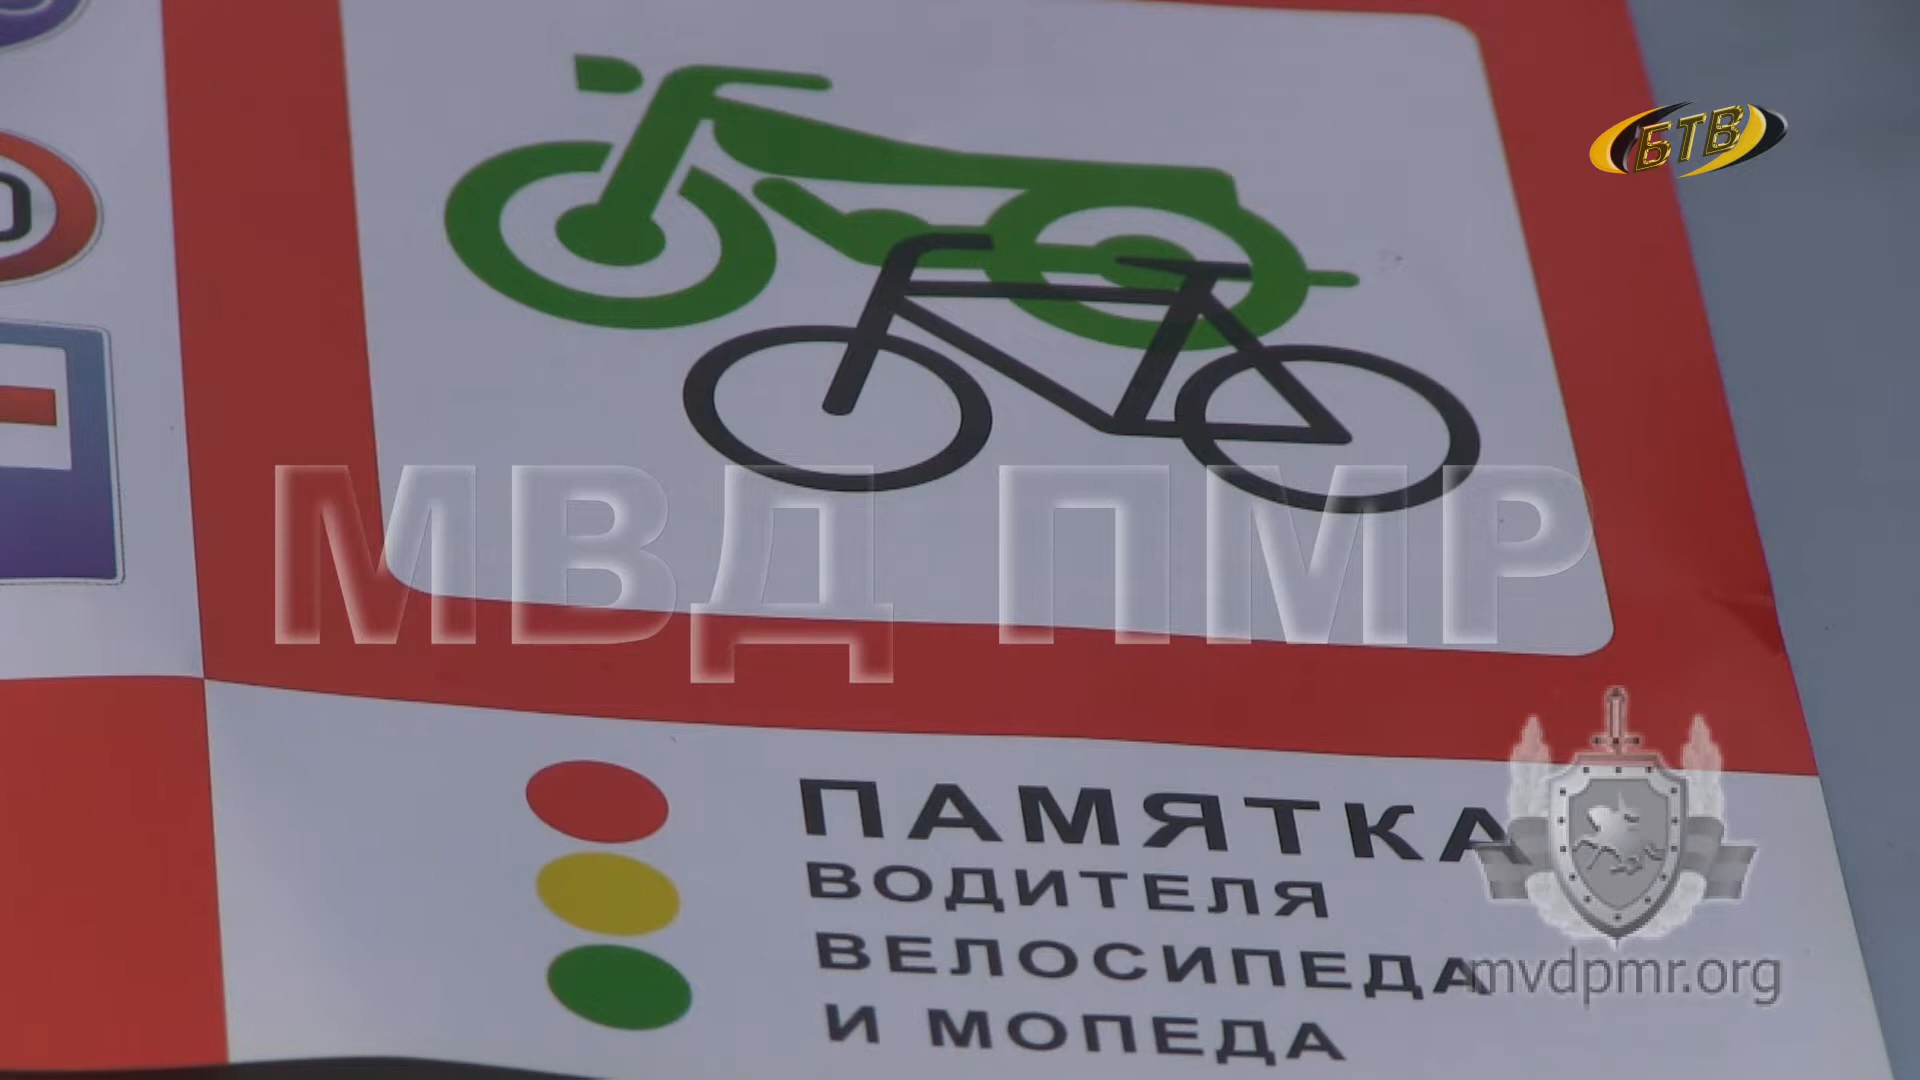 БТВ
МВД ПМР
ПАМЯТКА
ВОДИТЕЛЯ
ВЕЛОСИПЕДА
И МОПЕДА
mvdpmr.org